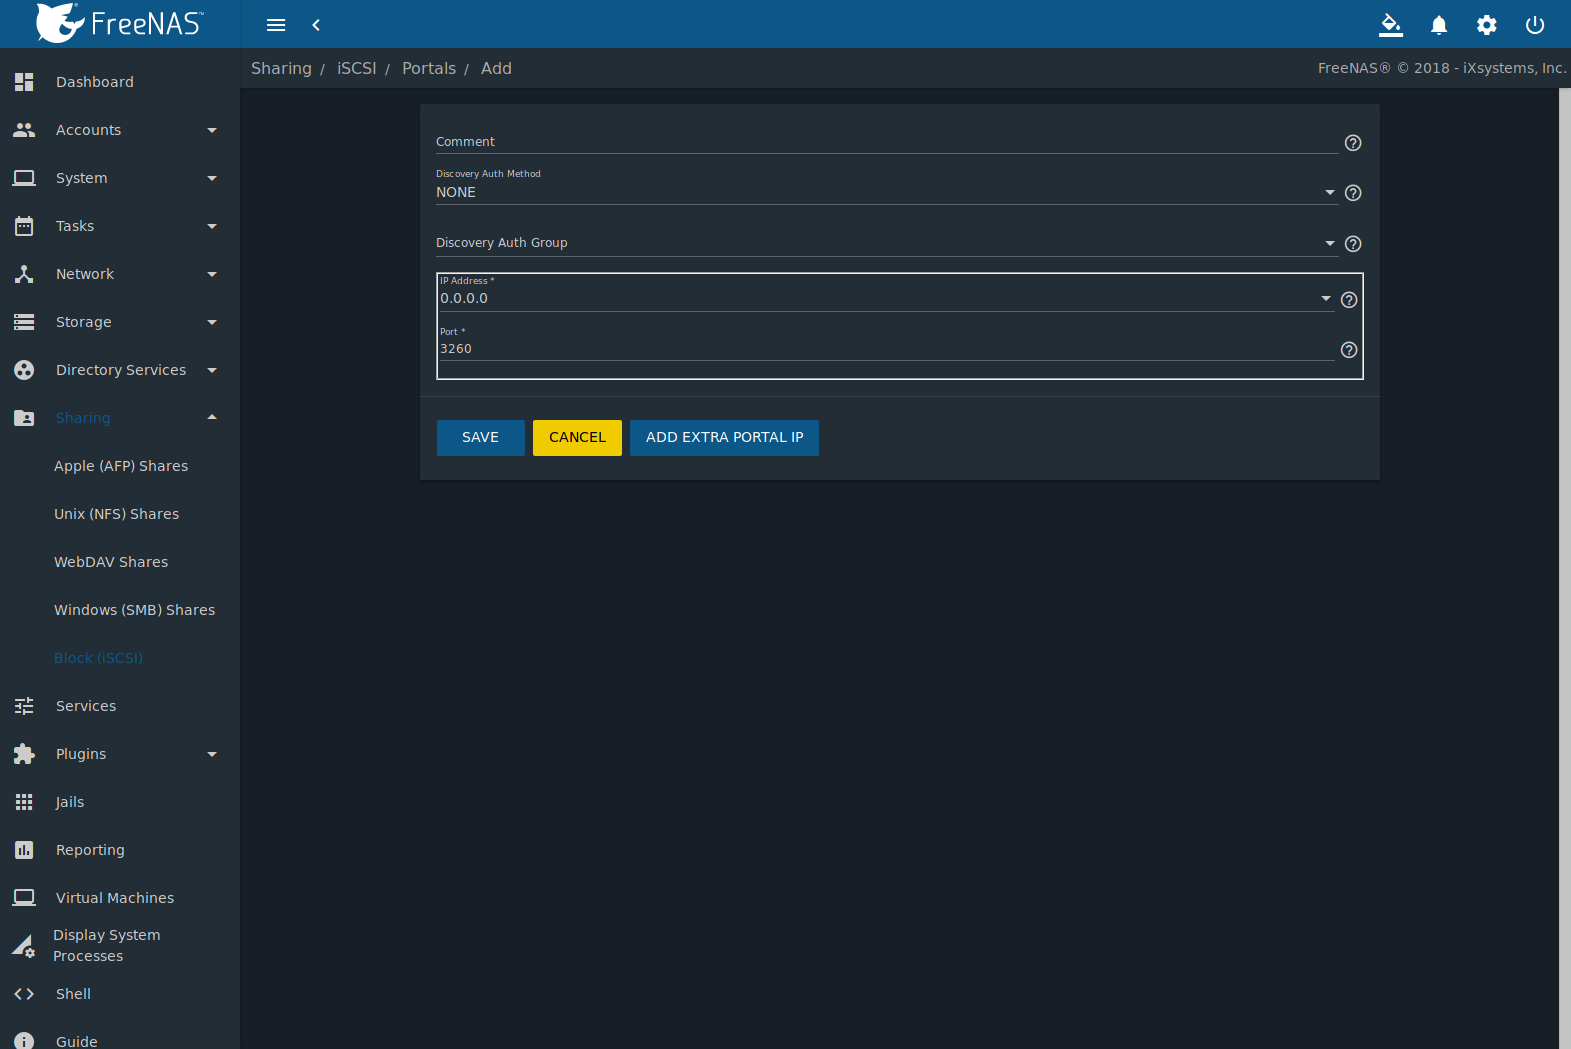 FreeNAS™
Sharing / iSCSI / Portals / Add
FreeNAS® © 2018 - iXsystems, Inc.
Dashboard
Accounts
System
Tasks
Network
Storage
Directory Services
Sharing
Apple (AFP) Shares
Unix (NFS) Shares
WebDAV Shares
Windows (SMB) Shares
Block (iSCSI)
Services
Plugins
Jails
Reporting
Virtual Machines
Display System
Processes
Shell
Guide
Comment
Discovery Auth Method
NONE
Discovery Auth Group
IP Address *
0.0.0.0
Port *
3260
SAVE CANCEL ADD EXTRA PORTAL IP